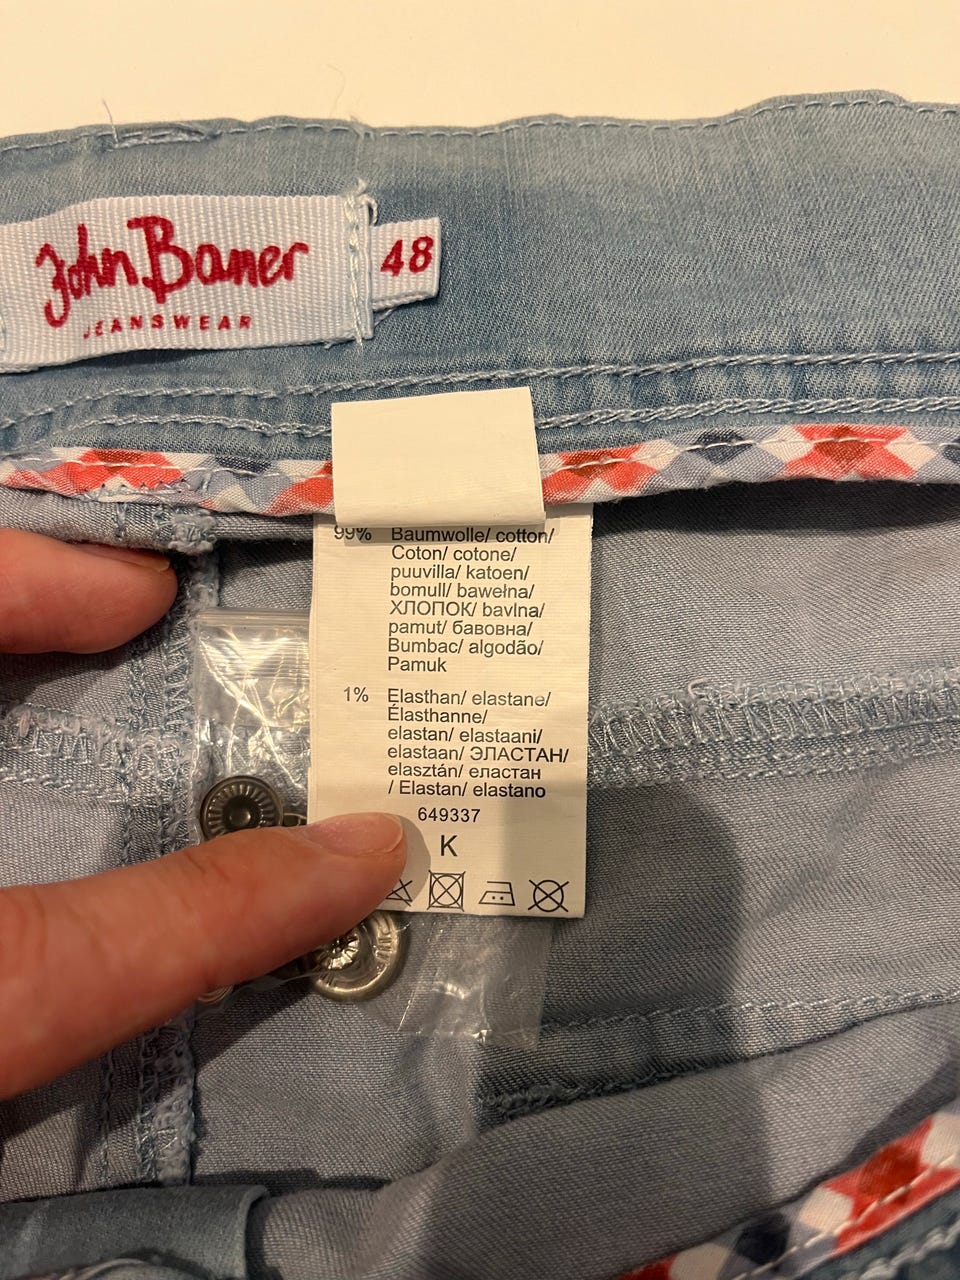 John Baner
JEANSWEAR
48
99% Baumwolle/ cotton/
Coton/ cotone/
puuvilla/ katoen/
bomull/ bawełna/
ХЛОПОК/ bavlna/
pamut/ бавовна/
Bumbac/ algodão/
Pamuk
1% Elasthan/ elastane/
Élasthanne/
elastan/ elastaani/
elastaan/ ЭЛАСТАН/
elasztán/ еластан
/ Elastan/ elastano
649337
K